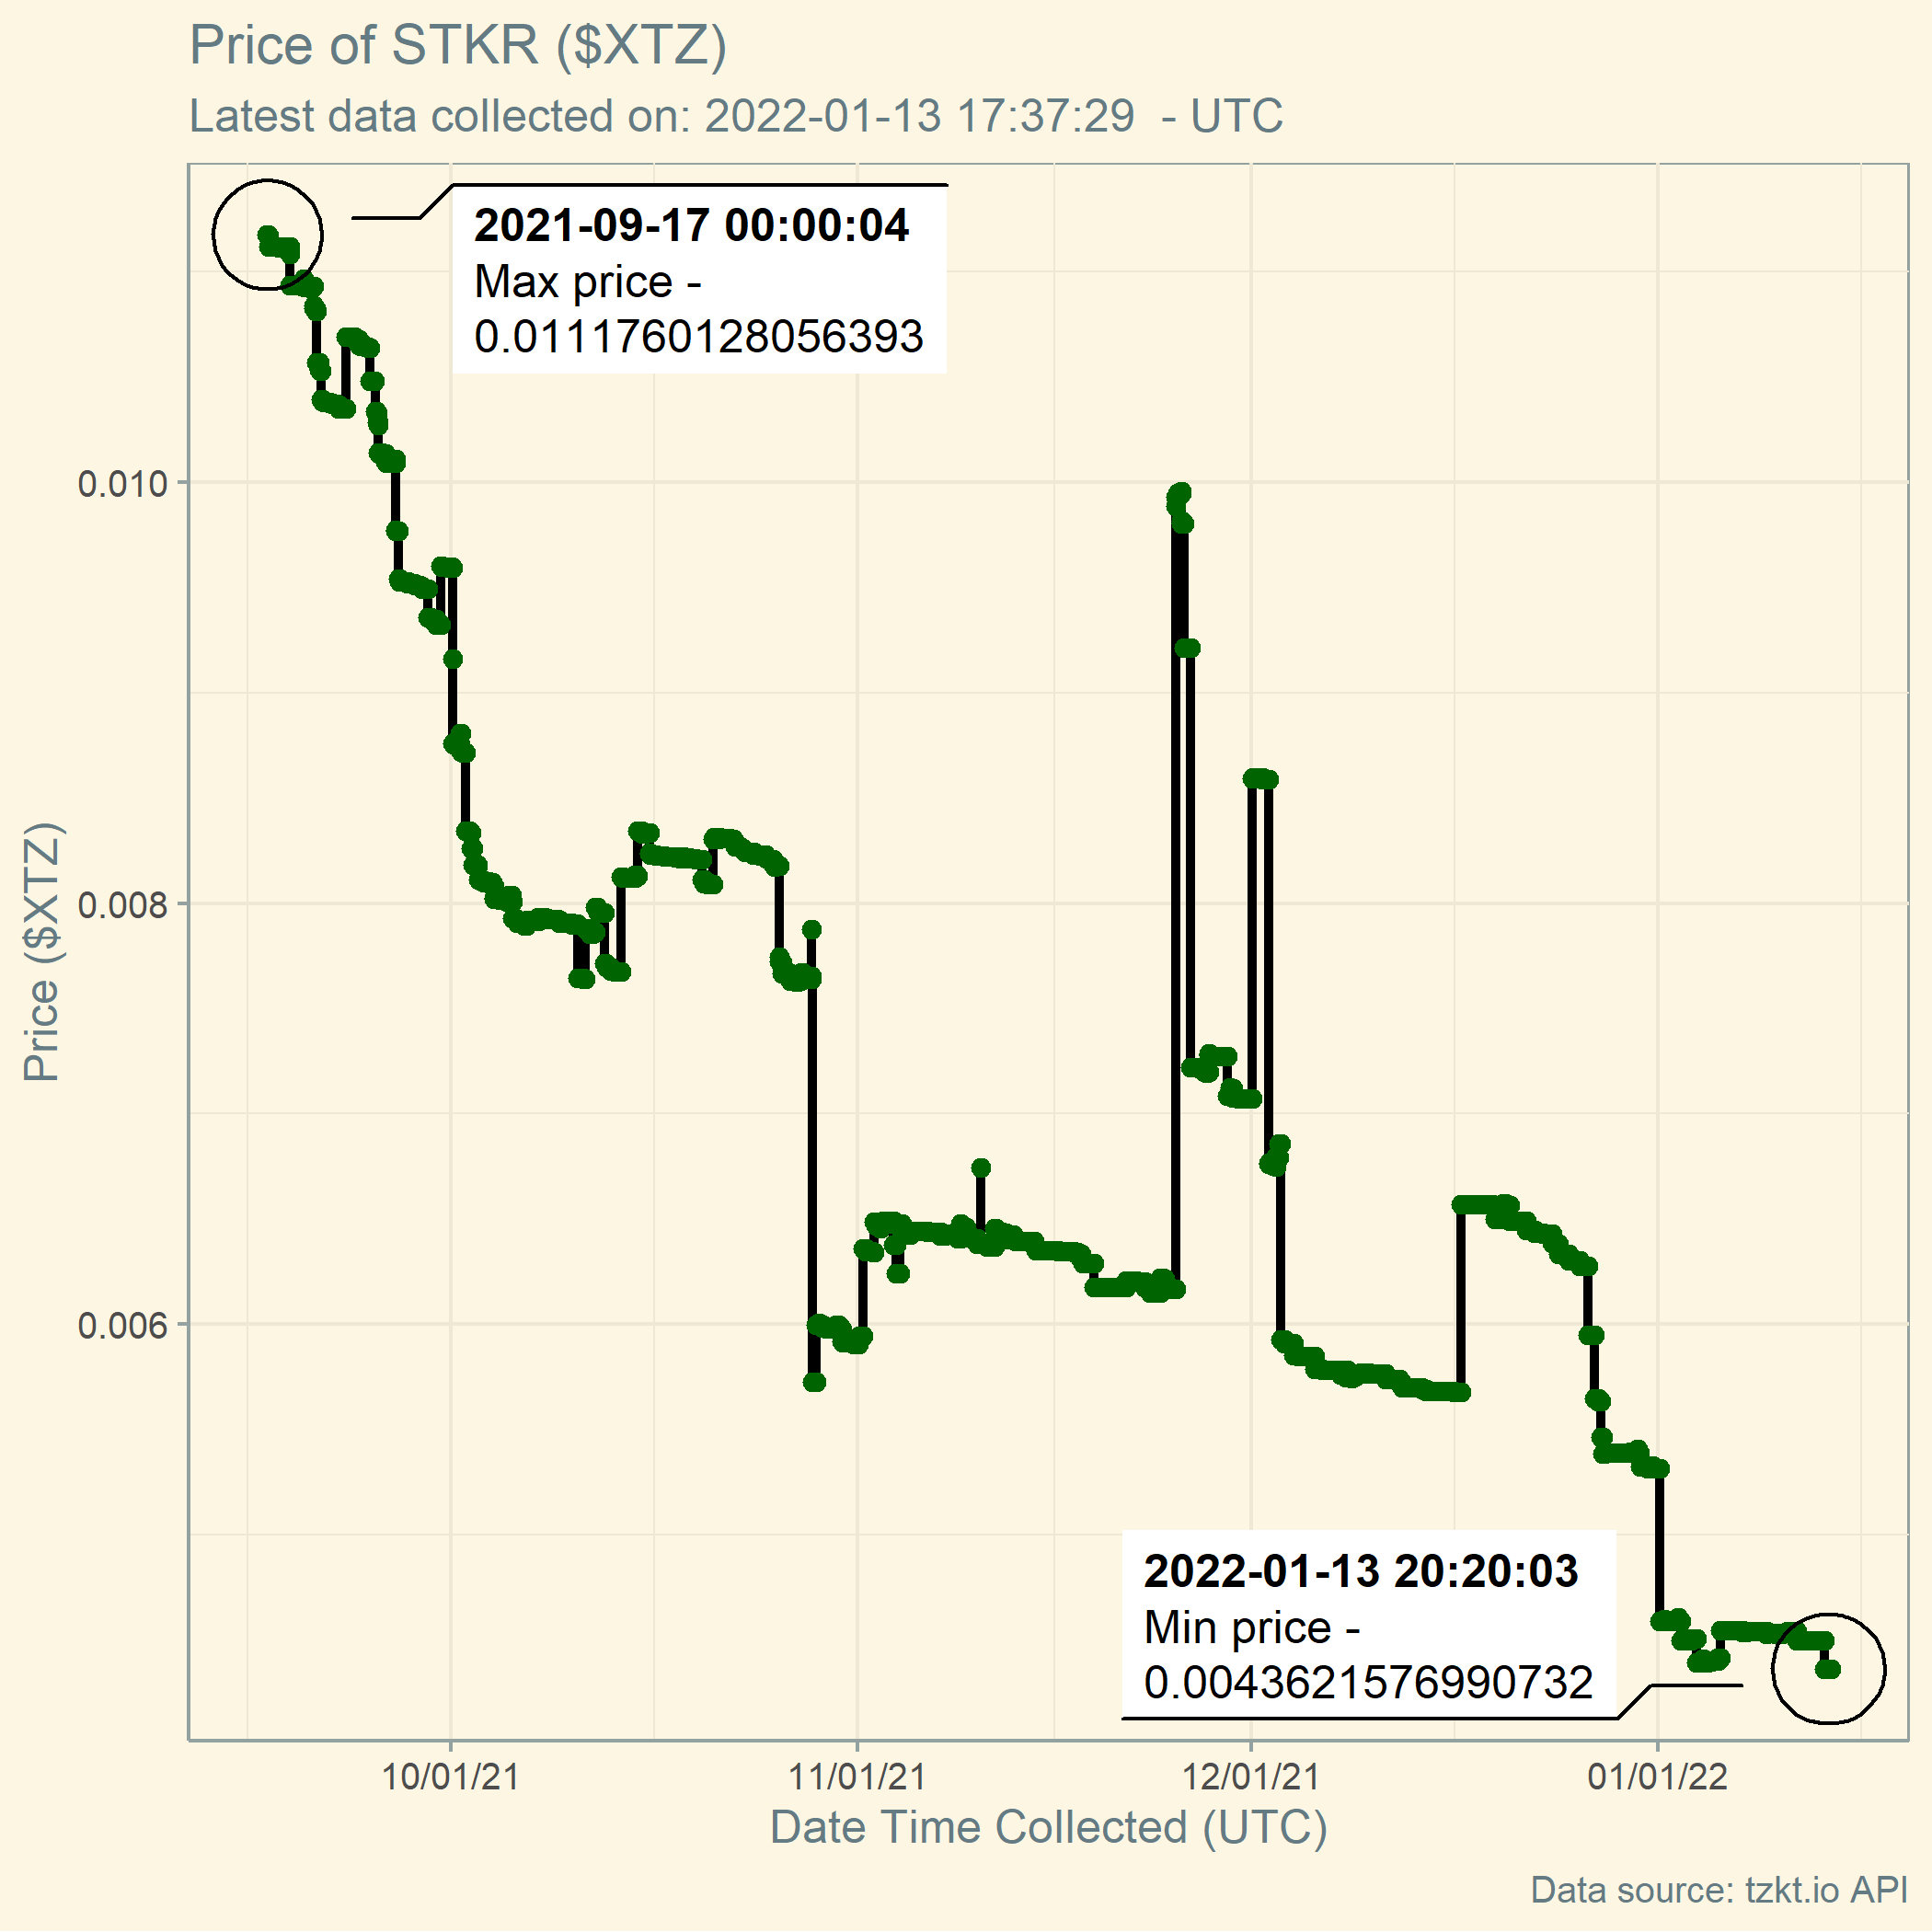 Price of STKR ($XTZ)
Latest data collected on: 2022-01-13 17:37:29  - UTC
2021-09-17 00:00:04
Max price -
0.0111760128056393
0.010
0.008
0.006
Price ($XTZ)
2022-01-13 20:20:03
Min price -
0.0043621576990732
10/01/21
11/01/21
12/01/21
01/01/22
Date Time Collected (UTC)
Data source: tzkt.io API